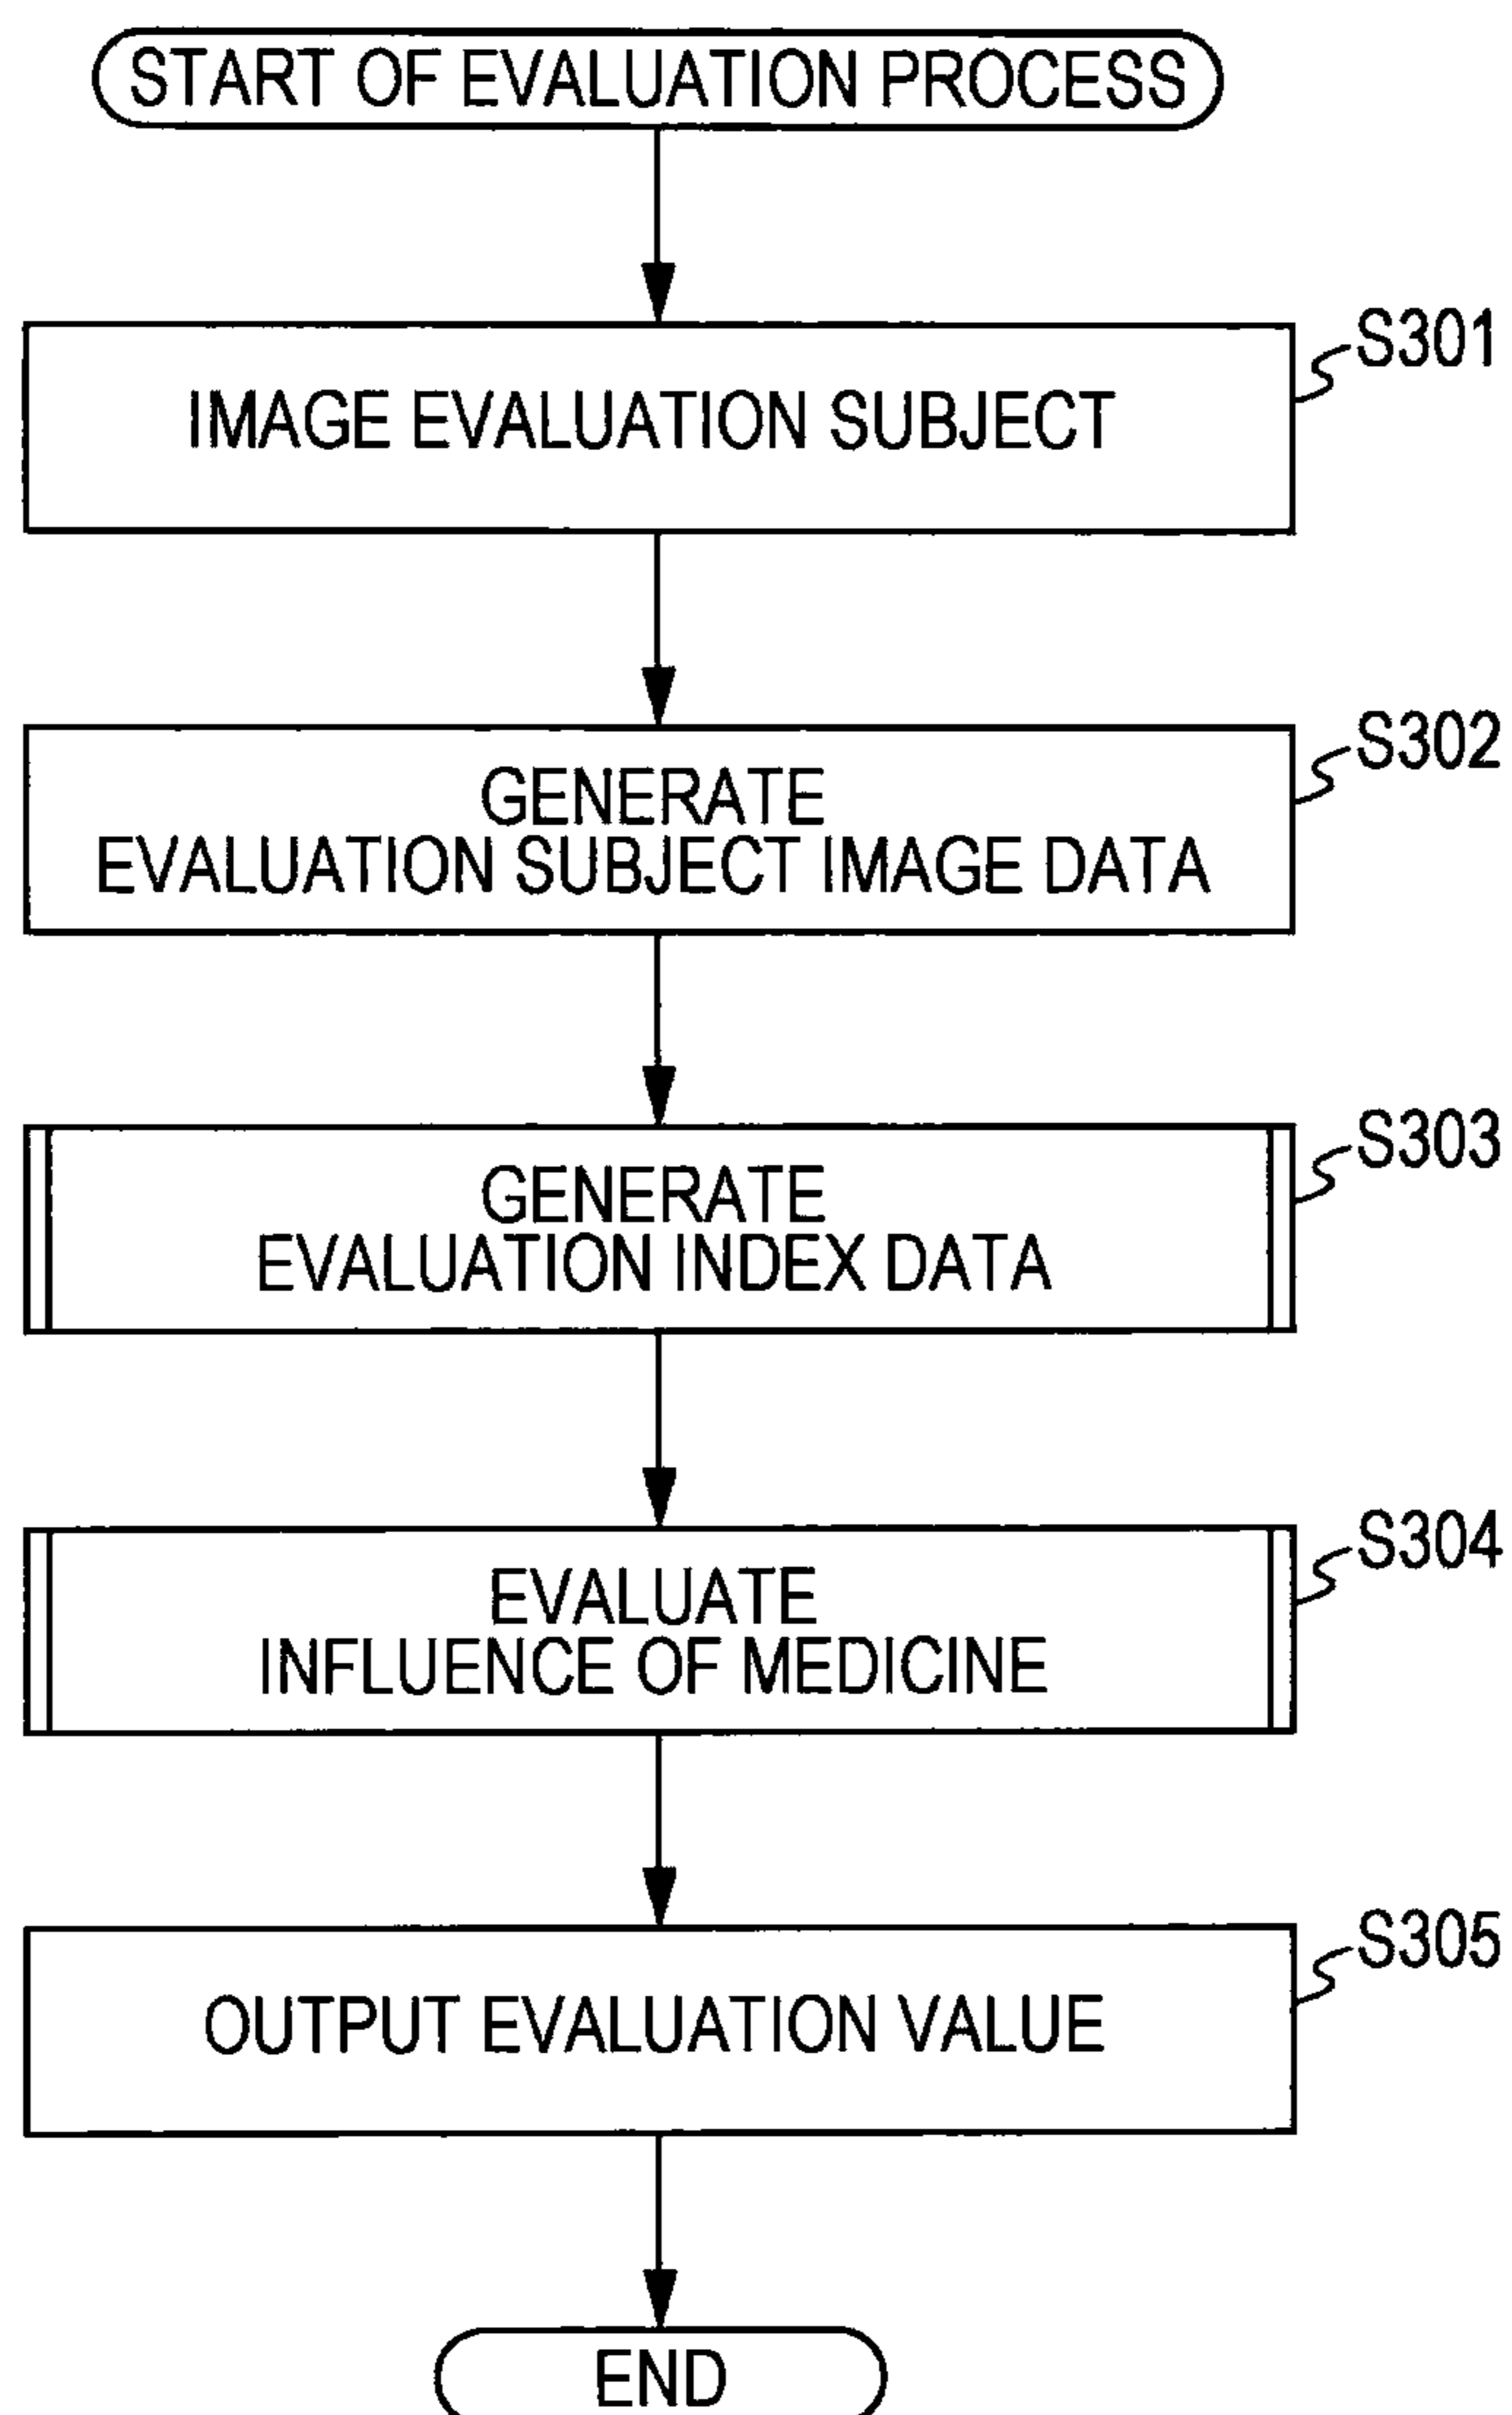 START OF EVALUATION PROCESS
S301
IMAGE EVALUATION SUBJECT
S302
GENERATE
EVALUATION SUBJECT IMAGE DATA
S303
GENERATE
EVALUATION INDEX DATA
S304
EVALUATE
INFLUENCE OF MEDICINE
S305
OUTPUT EVALUATION VALUE
END